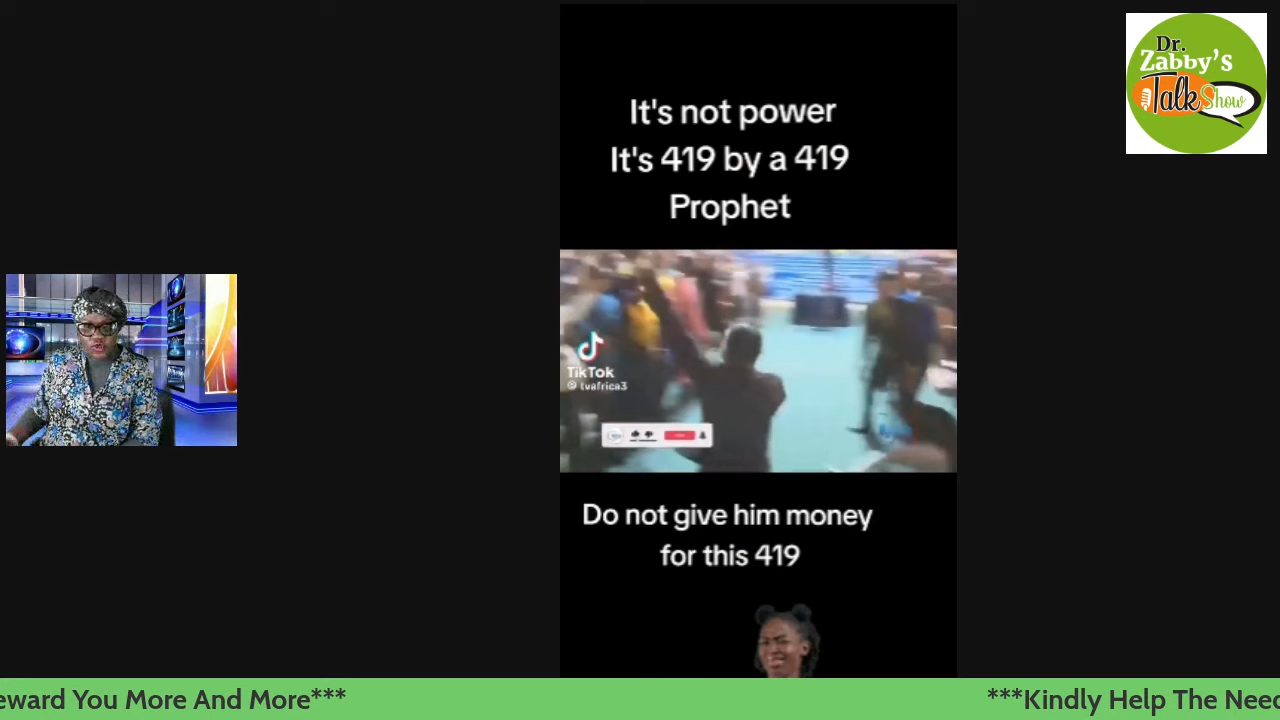 Dr.
Zabby's
Talk Show
It's not power
It's 419 by a 419
Prophet
TikTok
@ tvafrica3
Do not give him money
for this 419
eward You More And More***
***Kindly Help The Need